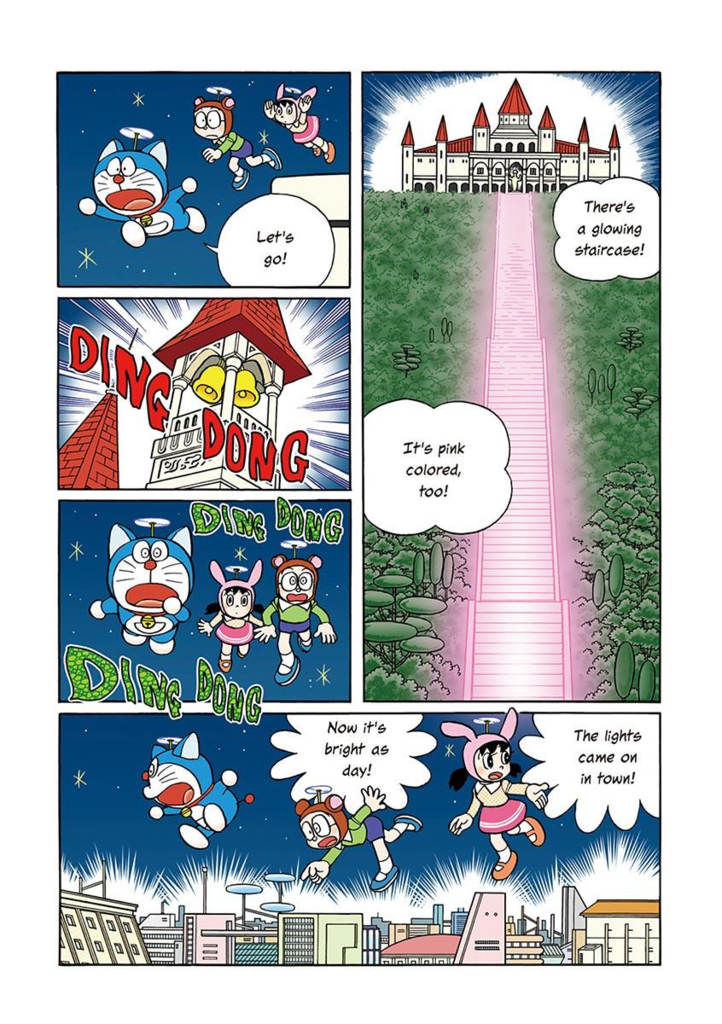 Let's
go!
DING
DONG
DING DONG
DING DONG
There's
a glowing
staircase!
It's pink
colored,
too!
Now it's
bright as
day!
The lights
came on
in town!